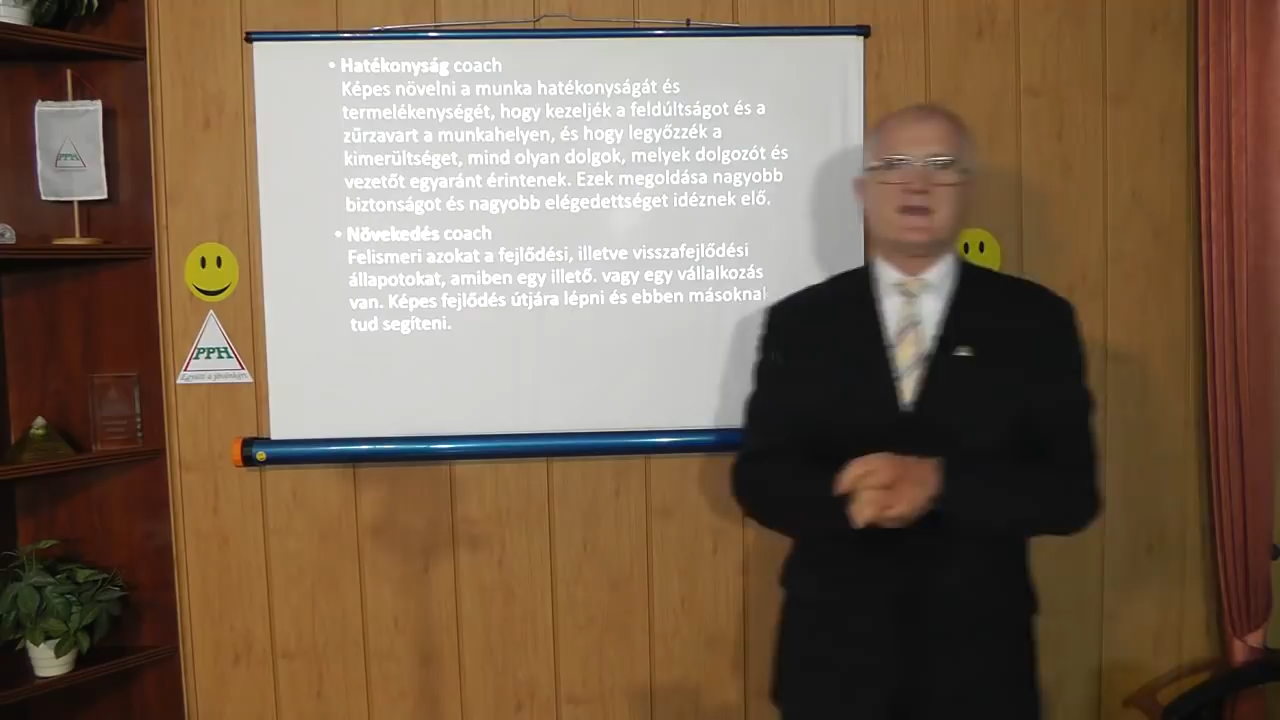 • Hatékonyság coach
Képes növelni a munka hatékonyságát és
termelékenységét, hogy kezeljék a feldúltságot és a
zűrzavart a munkahelyen, és hogy legyőzzék a
kimerültséget, mind olyan dolgok, melyek dolgozót és
vezetőt egyaránt érintenek. Ezek megoldása nagyobb
biztonságot és nagyobb elégedettséget idéznek elő.
• Növekedés coach
Felismeri azokat a fejlődési, illetve visszafejlődési
állapotokat, amiben egy illető. vagy egy vállalkozás
van. Képes fejlődés útjára lépni és ebben másoknak
tud segíteni.
PPH
PPH
Együtt a jövőnkért